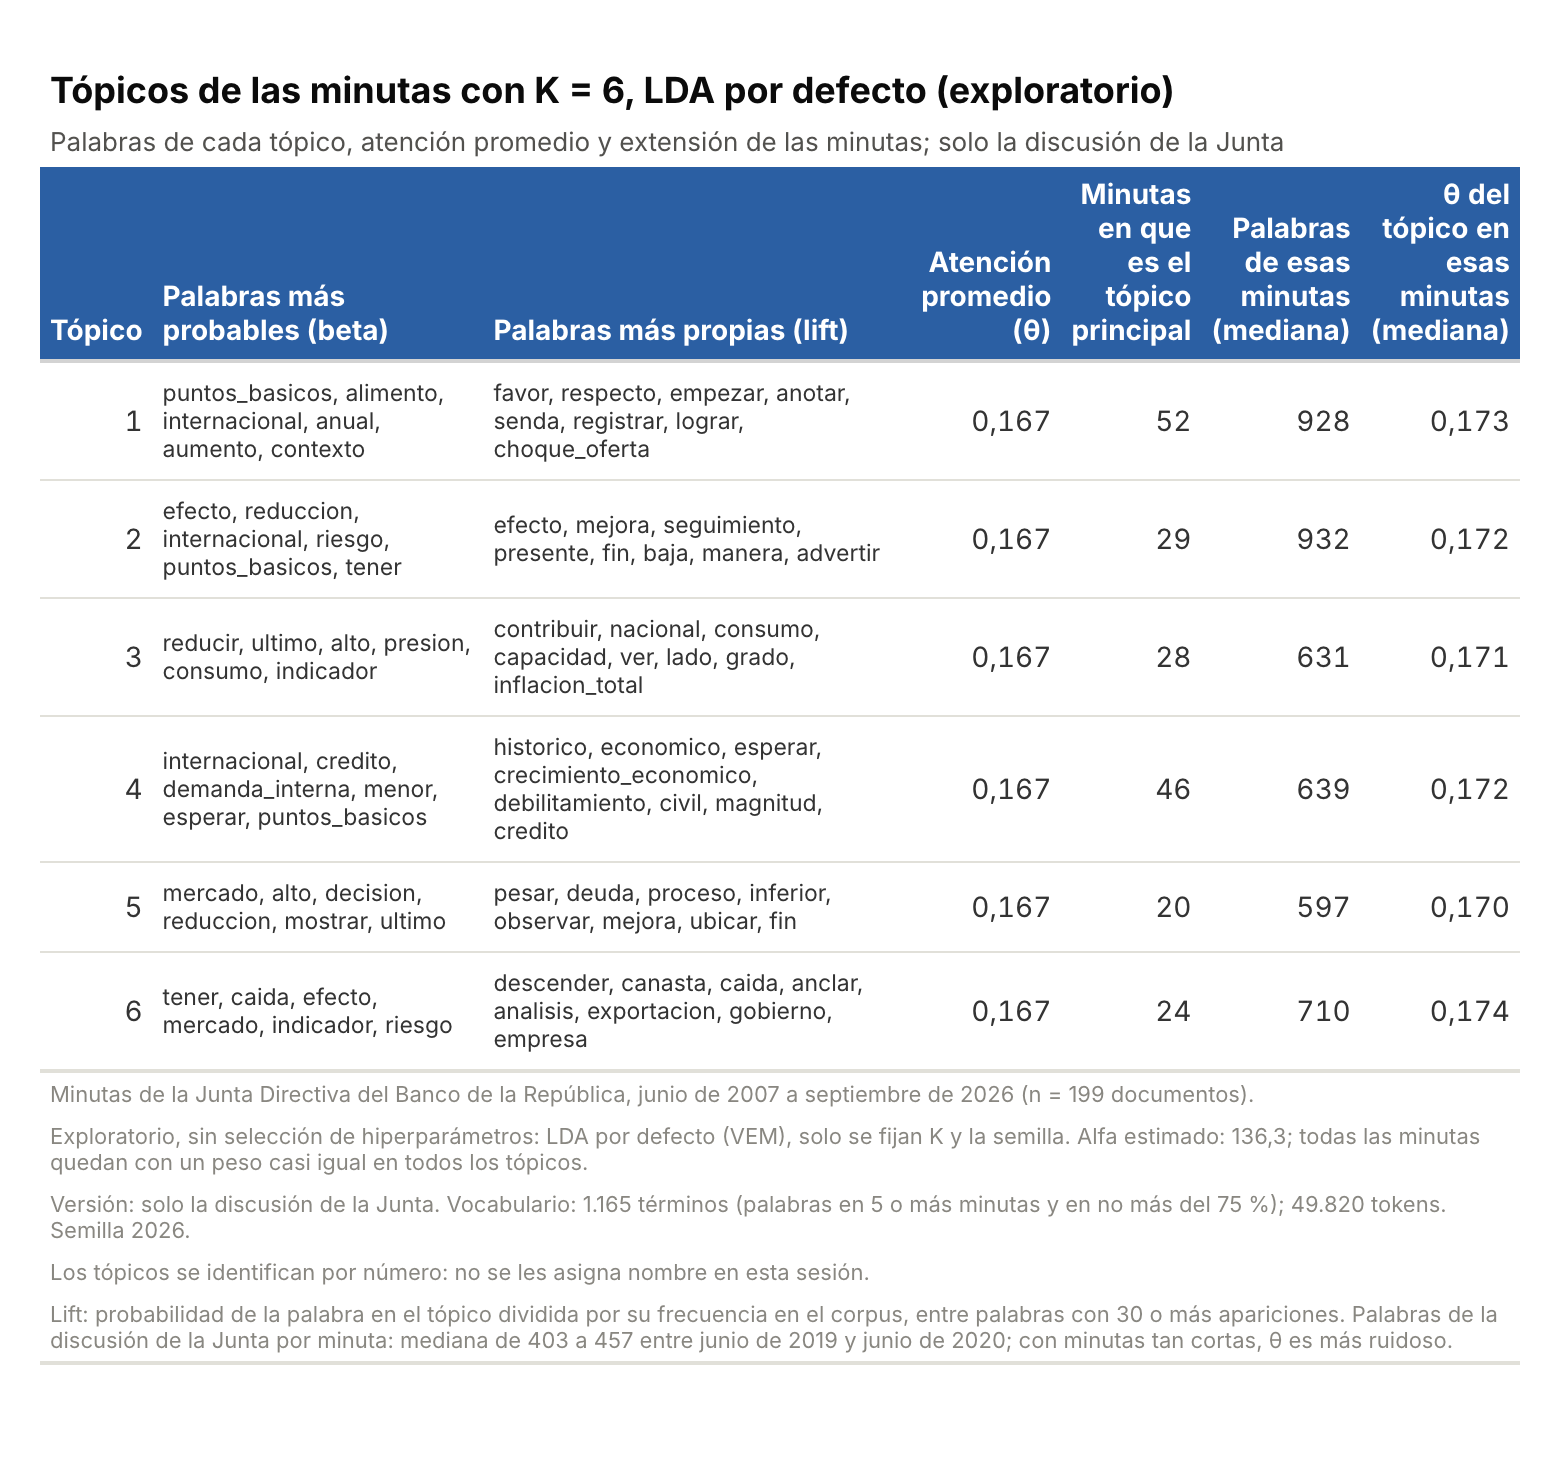 Tópicos de las minutas con K = 6, LDA por defecto (exploratorio)
Palabras de cada tópico, atención promedio y extensión de las minutas; solo la discusión de la Junta
Tópico
Palabras más
probables (beta)
Palabras más propias (lift)
Atención
promedio
(θ)
Minutas
en que
es el
tópico
principal
Palabras
de esas
minutas
(mediana)
θ del
tópico en
esas
minutas
(mediana)
1
puntos_basicos, alimento,
internacional, anual,
aumento, contexto
favor, respecto, empezar, anotar,
senda, registrar, lograr,
choque_oferta
0,167
52
928
0,173
2
efecto, reduccion,
internacional, riesgo,
puntos_basicos, tener
efecto, mejora, seguimiento,
presente, fin, baja, manera, advertir
0,167
29
932
0,172
3
reducir, ultimo, alto, presion,
consumo, indicador
contribuir, nacional, consumo,
capacidad, ver, lado, grado,
inflacion_total
0,167
28
631
0,171
4
internacional, credito,
demanda_interna, menor,
esperar, puntos_basicos
historico, economico, esperar,
crecimiento_economico,
debilitamiento, civil, magnitud,
credito
0,167
46
639
0,172
5
mercado, alto, decision,
reduccion, mostrar, ultimo
pesar, deuda, proceso, inferior,
observar, mejora, ubicar, fin
0,167
20
597
0,170
6
tener, caida, efecto,
mercado, indicador, riesgo
descender, canasta, caida, anclar,
analisis, exportacion, gobierno,
empresa
0,167
24
710
0,174
Minutas de la Junta Directiva del Banco de la República, junio de 2007 a septiembre de 2026 (n = 199 documentos).
Exploratorio, sin selección de hiperparámetros: LDA por defecto (VEM), solo se fijan K y la semilla. Alfa estimado: 136,3; todas las minutas
quedan con un peso casi igual en todos los tópicos.
Versión: solo la discusión de la Junta. Vocabulario: 1.165 términos (palabras en 5 o más minutas y en no más del 75 %); 49.820 tokens.
Semilla 2026.
Los tópicos se identifican por número: no se les asigna nombre en esta sesión.
Lift: probabilidad de la palabra en el tópico dividida por su frecuencia en el corpus, entre palabras con 30 o más apariciones. Palabras de la
discusión de la Junta por minuta: mediana de 403 a 457 entre junio de 2019 y junio de 2020; con minutas tan cortas, θ es más ruidoso.